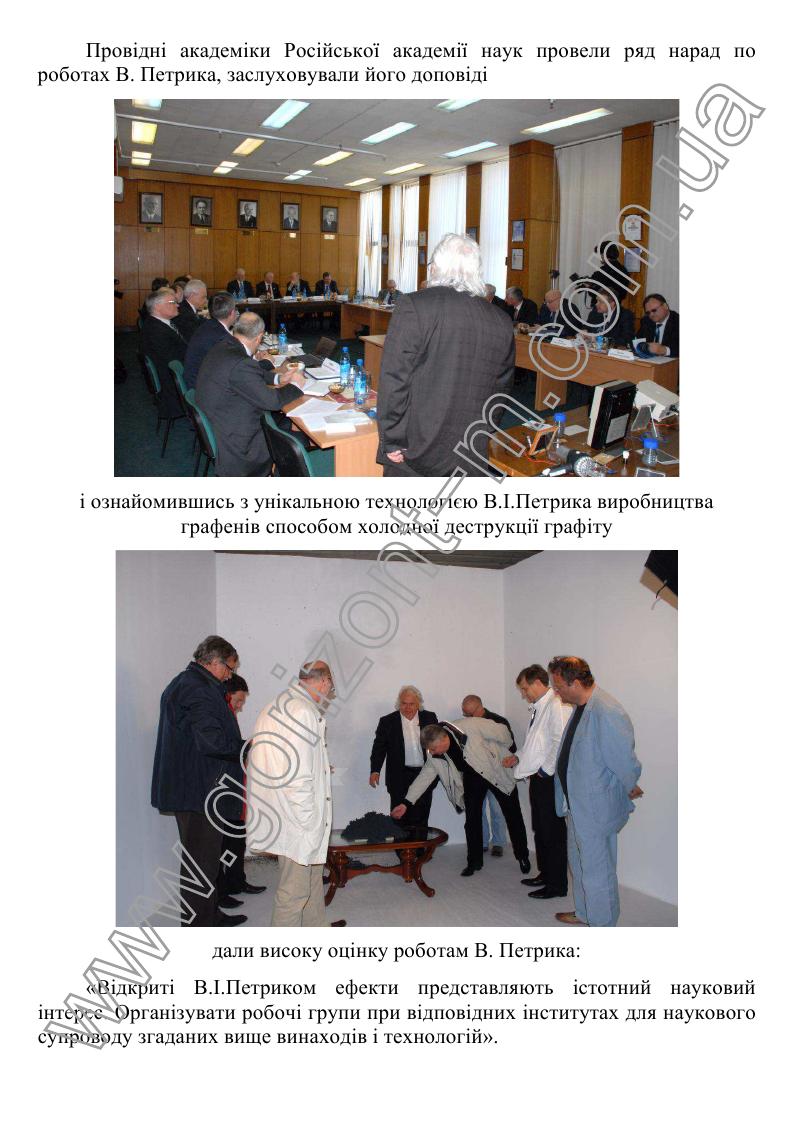 Провідні академіки Російської академії наук провели ряд нарад по
роботах В. Петрика, заслуховували його доповіді
і ознайомившись з унікальною технологією В.І.Петрика виробництва
графенів способом холодної деструкції графіту
дали високу оцінку роботам В. Петрика:
«Відкриті В.І.Петриком ефекти представляють істотний науковий
інтерес. Організувати робочі групи при відповідних інститутах для наукового
супроводу згаданих вище винаходів і технологій».
www.gorizont-m.com.ua